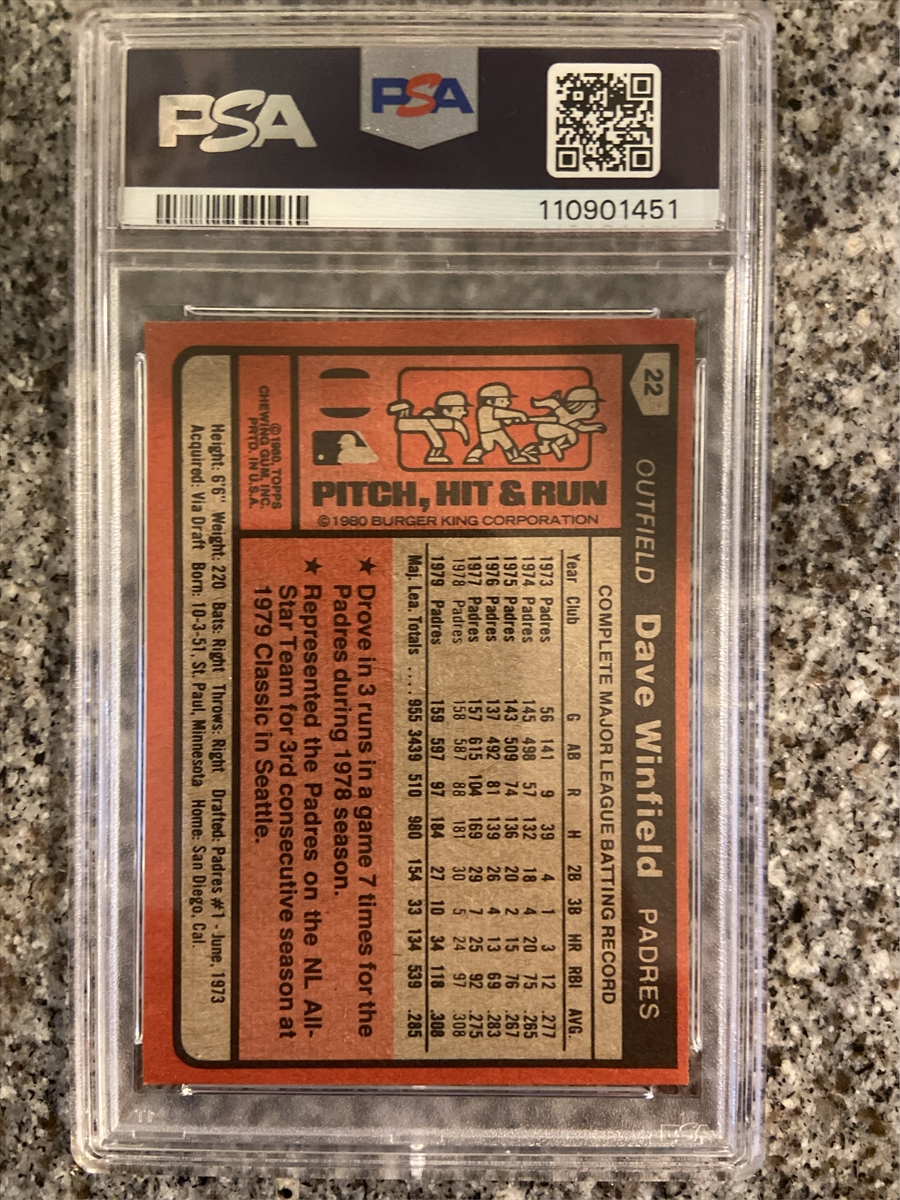 PSA
PSA
110901451
22
OUTFIELD Dave Winfield PADRES
PITCH, HIT & RUN
©1980 BURGER KING CORPORATION
©1980, TOPPS
CHEWING GUM, INC.
PRTD. IN U.S.A.
COMPLETE MAJOR LEAGUE BATTING RECORD
Year Club G AB R H 2B 3B HR RBI AVG.
1973 Padres 56 141 9 39 4 1 3 12 .277
1974 Padres 145 498 57 132 18 4 20 75 .265
1975 Padres 143 509 74 136 20 2 15 76 .267
1976 Padres 137 492 81 139 26 4 13 69 .283
1977 Padres 157 615 104 169 29 7 25 92 .275
1978 Padres 158 587 88 181 30 5 24 97 .308
1979 Padres 159 597 97 184 27 10 34 118 .308
Maj. Lea. Totals .... 955 3439 510 980 154 33 134 539 .285
★ Drove in 3 runs in a game 7 times for the
Padres during 1978 season.
★ Represented the Padres on the NL All-
Star Team for 3rd consecutive season at
1979 Classic in Seattle.
Height: 6'6" Weight: 220 Bats: Right Throws: Right Drafted: Padres #1 - June, 1973
Acquired: Via Draft Born: 10-3-51, St. Paul, Minnesota Home: San Diego, Cal.